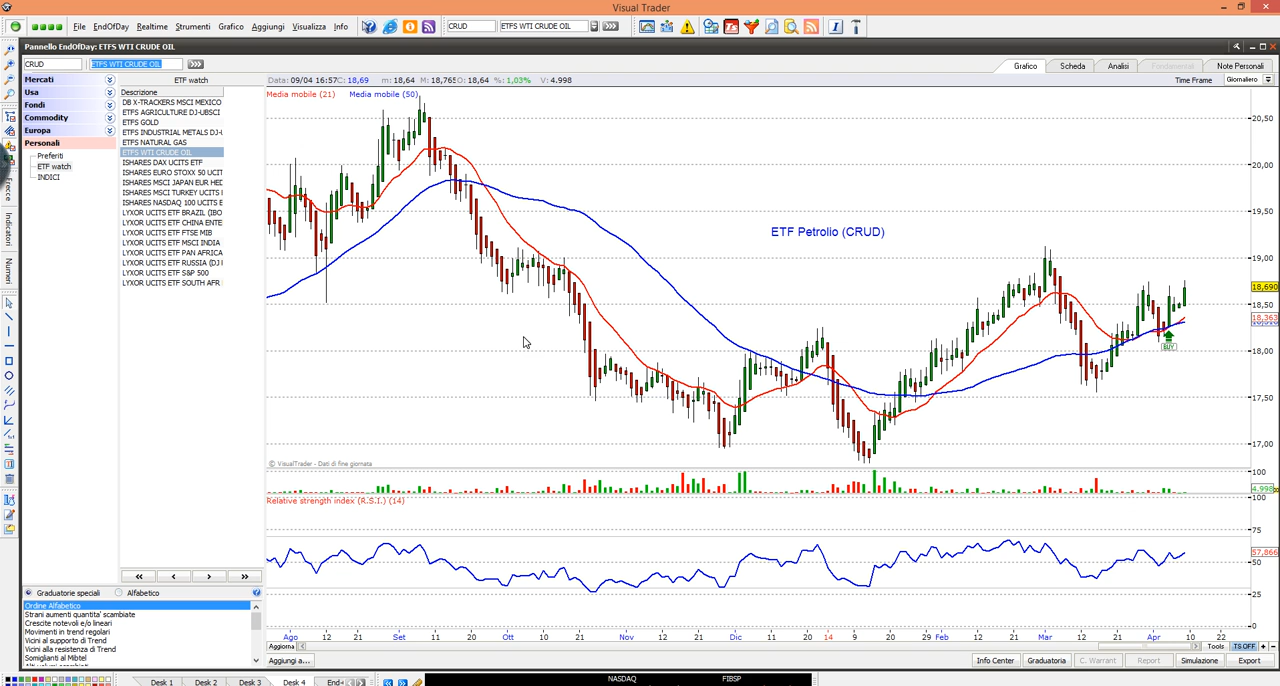 Visual Trader
File EndOfDay: Realtime Strumenti Grafico Aggiungi Visualizza Info
CRUD ETFS WTI CRUDE OIL
Pannello EndOfDay: ETFS WTI CRUDE OIL
CRUD ETFS WTI CRUDE OIL
Grafico Scheda Analisi Fondamentali Note Personali
Mercati
Usa
Fondi
Commodity
Europa
Personali
Preferiti
ETF watch
INDICI
ETF watch
Descrizione
DB X-TRACKERS MSCI MEXICO
ETFS AGRICULTURE DJ-UBSCI
ETFS GOLD
ETFS INDUSTRIAL METALS DJ-U
ETFS NATURAL GAS
ETFS WTI CRUDE OIL
ISHARES DAX UCITS ETF
ISHARES EURO STOXX 50 UCIT
ISHARES MSCI JAPAN EUR HED
ISHARES MSCI TURKEY UCITS
ISHARES NASDAQ 100 UCITS E
LYXOR UCITS ETF BRAZIL (IBO
LYXOR UCITS ETF CHINA ENTE
LYXOR UCITS ETF FTSE MIB
LYXOR UCITS ETF MSCI INDIA
LYXOR UCITS ETF PAN AFRICA
LYXOR UCITS ETF RUSSIA (DJ
LYXOR UCITS ETF S&P 500
LYXOR UCITS ETF SOUTH AFR
Data: 09/04 16:57 C: 18,69 m: 18,64 M: 18,765 O: 18,64 %: 1,03% V: 4.998
Time Frame Giornaliero
Media mobile (21) Media mobile (50)
ETF Petrolio (CRUD)
20,50
20,00
19,50
19,00
18,690
18,50
18,363
18,00
17,50
17,00
BUY
© VisualTrader - Dati di fine giornata
100
4.998
Relative strength index (R.S.I.) (14)
100
75
57,866
50
25
0
Ago 12 21 Set 11 20 Ott 10 21 Nov 12 21 Dic 11 20 14 9 20 29 Feb 12 21 Mar 12 21 Apr 10 22
Frecce
Indicatori
Numeri
Graduatorie speciali Alfabetico
Ordine Alfabetico
Strani aumenti quantita' scambiate
Crescite notevoli e/o lineari
Movimenti in trend regolari
Vicini al supporto di Trend
Vicini alla resistenza di Trend
Somiglianti al Mibtel
Aggiorna
Tools TS OFF
Aggiungi a...
Info Center Graduatoria C. Warrant Report Simulazione Export
Desk 1 Desk 2 Desk 3 Desk 4 End
NASDAQ FIBSP